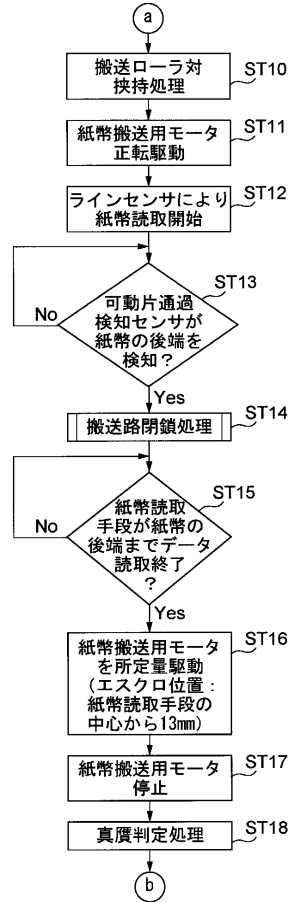 a
搬送ローラ対
挟持処理
ST10
紙幣搬送用モータ
正転駆動
ST11
ラインセンサにより
紙幣読取開始
ST12
可動片通過
検知センサが
紙幣の後端を
検知？
ST13
No
Yes
搬送路閉鎖処理
ST14
紙幣読取
手段が紙幣の
後端までデータ
読取終了
？
ST15
No
Yes
紙幣搬送用モータ
を所定量駆動
(エスクロ位置：
紙幣読取手段の
中心から13mm)
ST16
紙幣搬送用モータ
停止
ST17
真贋判定処理
ST18
b